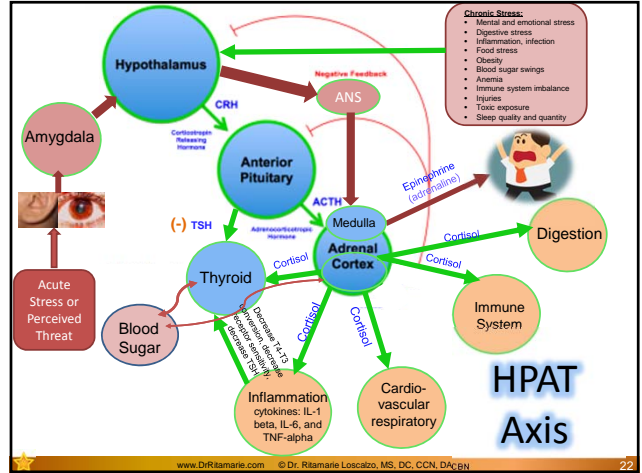 Chronic Stress:
• Mental and emotional stress
• Digestive stress
• Inflammation, infection
• Food stress
• Obesity
• Blood sugar swings
• Anemia
• Immune system imbalance
• Injuries
• Toxic exposure
• Sleep quality and quantity
Hypothalamus
Negative Feedback
ANS
CRH
Corticotropin
Releasing
Hormone
Amygdala
Anterior
Pituitary
ACTH
Adrenocorticotropic
Hormone
Epinephrine
(adrenaline)
(-) TSH
Medulla
Adrenal
Cortex
Cortisol
Digestion
Cortisol
Immune
System
Thyroid
Cortisol
Acute
Stress or
Perceived
Threat
Blood
Sugar
Decrease T4-T3
conversion, decrease
receptor sensitivity,
decrease TSH
Cortisol
Cortisol
Inflammation
cytokines: IL-1
beta, IL-6, and
TNF-alpha
Cardio-
vascular
respiratory
HPAT
Axis
www.DrRitamarie.com © Dr. Ritamarie Loscalzo, MS, DC, CCN, DACBN
22